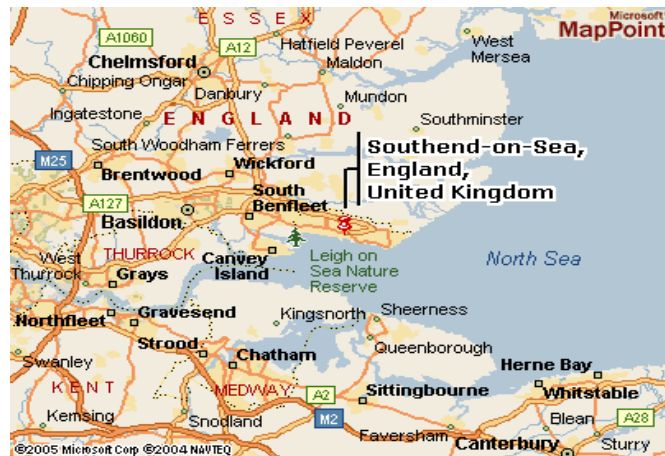 Microsoft
MapPoint
E S S E X
A1060
A12
Hatfield Peverel
West
Mersea
Chelmsford
Maldon
Chipping Ongar
Danbury
Mundon
Ingatestone
E N G L A N D
Southminster
South Woodham Ferrers
M25
Wickford
Brentwood
Southend-on-Sea,
England,
United Kingdom
A127
South
Benfleet
Basildon
West
Thurrock
THURROCK
Canvey
Island
Leigh on
Sea Nature
Reserve
North Sea
Grays
Northfleet
Gravesend
Kingsnorth
Sheerness
Strood
Queenborough
Chatham
Swanley
Herne Bay
K E N T
MEDWAY
A2
Sittingbourne
Whitstable
Kemsing
Snodland
M2
Blean
A28
Faversham
Canterbury
Sturry
©2005 Microsoft Corp ©2004 NAVTEQ